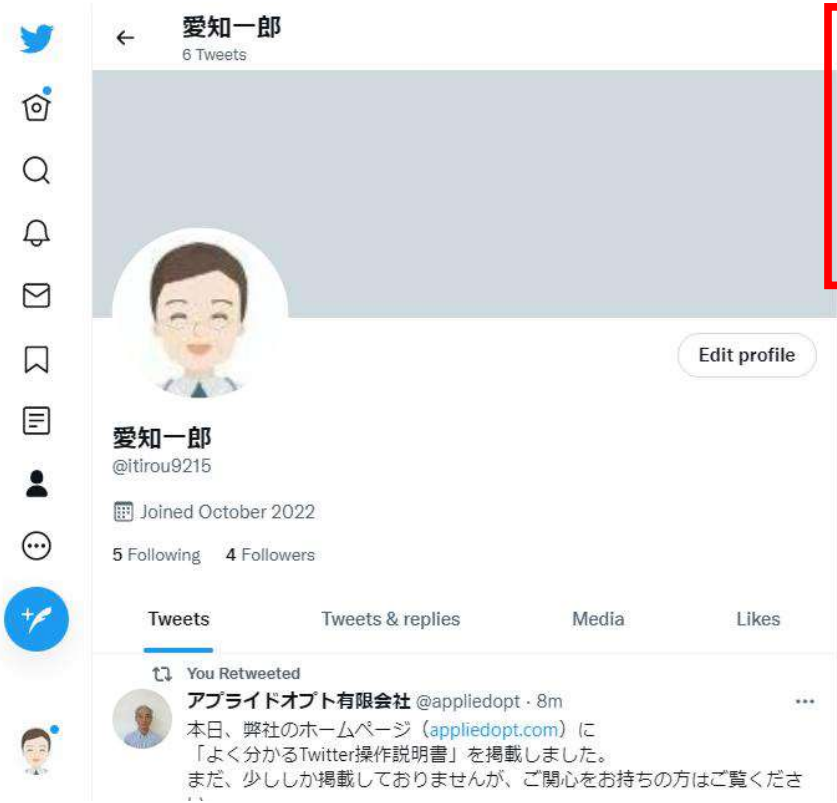 愛知一郎
6 Tweets
Edit profile
愛知一郎
@itirou9215
Joined October 2022
5 Following 4 Followers
Tweets Tweets & replies Media Likes
You Retweeted
アプライドオプト有限会社 @appliedopt · 8m
本日、弊社のホームページ（appliedopt.com）に
「よく分かるTwitter操作説明書」を掲載しました。
まだ、少ししか掲載しておりませんが、ご関心をお持ちの方はご覧くださ